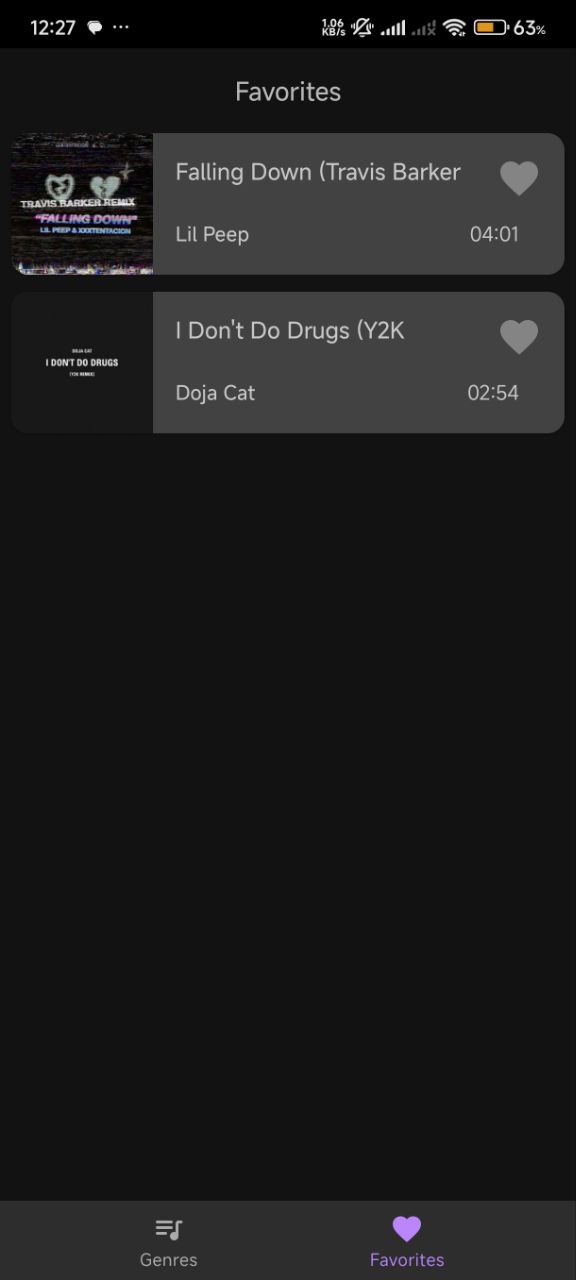 12:27 ... 1.06 KB/s 63%
Favorites
TRAVIS BARKER REMIX
"FALLING DOWN"
LIL PEEP & XXXTENTACION
Falling Down (Travis Barker
Lil Peep 04:01
DOJA CAT
I DON'T DO DRUGS
(Y2K REMIX)
I Don't Do Drugs (Y2K
Doja Cat 02:54
Genres Favorites